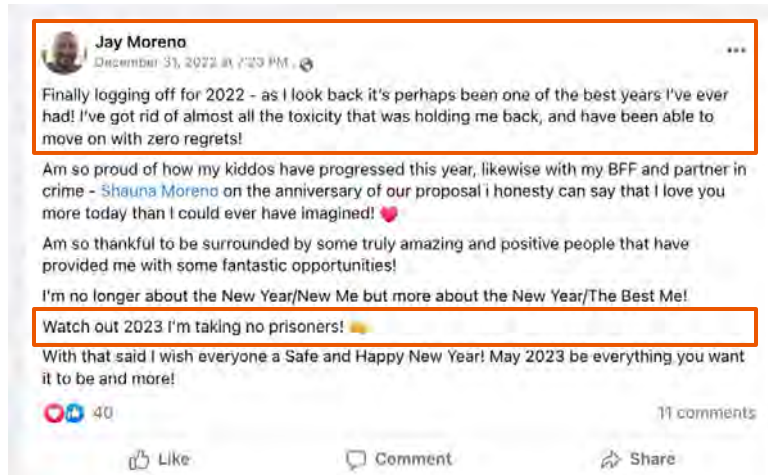 Jay Moreno
December 31, 2022 at 7:23 PM ·
Finally logging off for 2022 - as I look back it's perhaps been one of the best years I've ever
had! I've got rid of almost all the toxicity that was holding me back, and have been able to
move on with zero regrets!
Am so proud of how my kiddos have progressed this year, likewise with my BFF and partner in
crime - Shauna Moreno on the anniversary of our proposal i honesty can say that I love you
more today than I could ever have imagined! ❤️
Am so thankful to be surrounded by some truly amazing and positive people that have
provided me with some fantastic opportunities!
I'm no longer about the New Year/New Me but more about the New Year/The Best Me!
Watch out 2023 I'm taking no prisoners!
With that said I wish everyone a Safe and Happy New Year! May 2023 be everything you want
it to be and more!
40
11 comments
Like
Comment
Share